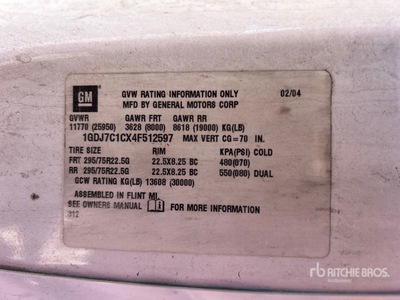 GM
GVW RATING INFORMATION ONLY 02/04
MFD BY GENERAL MOTORS CORP
GVWR GAWR FRT GAWR RR
11770 (25950) 3628 (8000) 8618 (19000) KG(LB)
1GDJ7C1CX4F512597 MAX VERT CG=70 IN.
TIRE SIZE RIM KPA(PSI) COLD
FRT 295/75R22.5G 22.5X8.25 BC 480(070)
RR 295/75R22.5G 22.5X8.25 BC 550(080) DUAL
GCW RATING KG(LB) 13608 (30000)
ASSEMBLED IN FLINT MI.
SEE OWNERS MANUAL i FOR MORE INFORMATION
312
rb RITCHIE BROS.